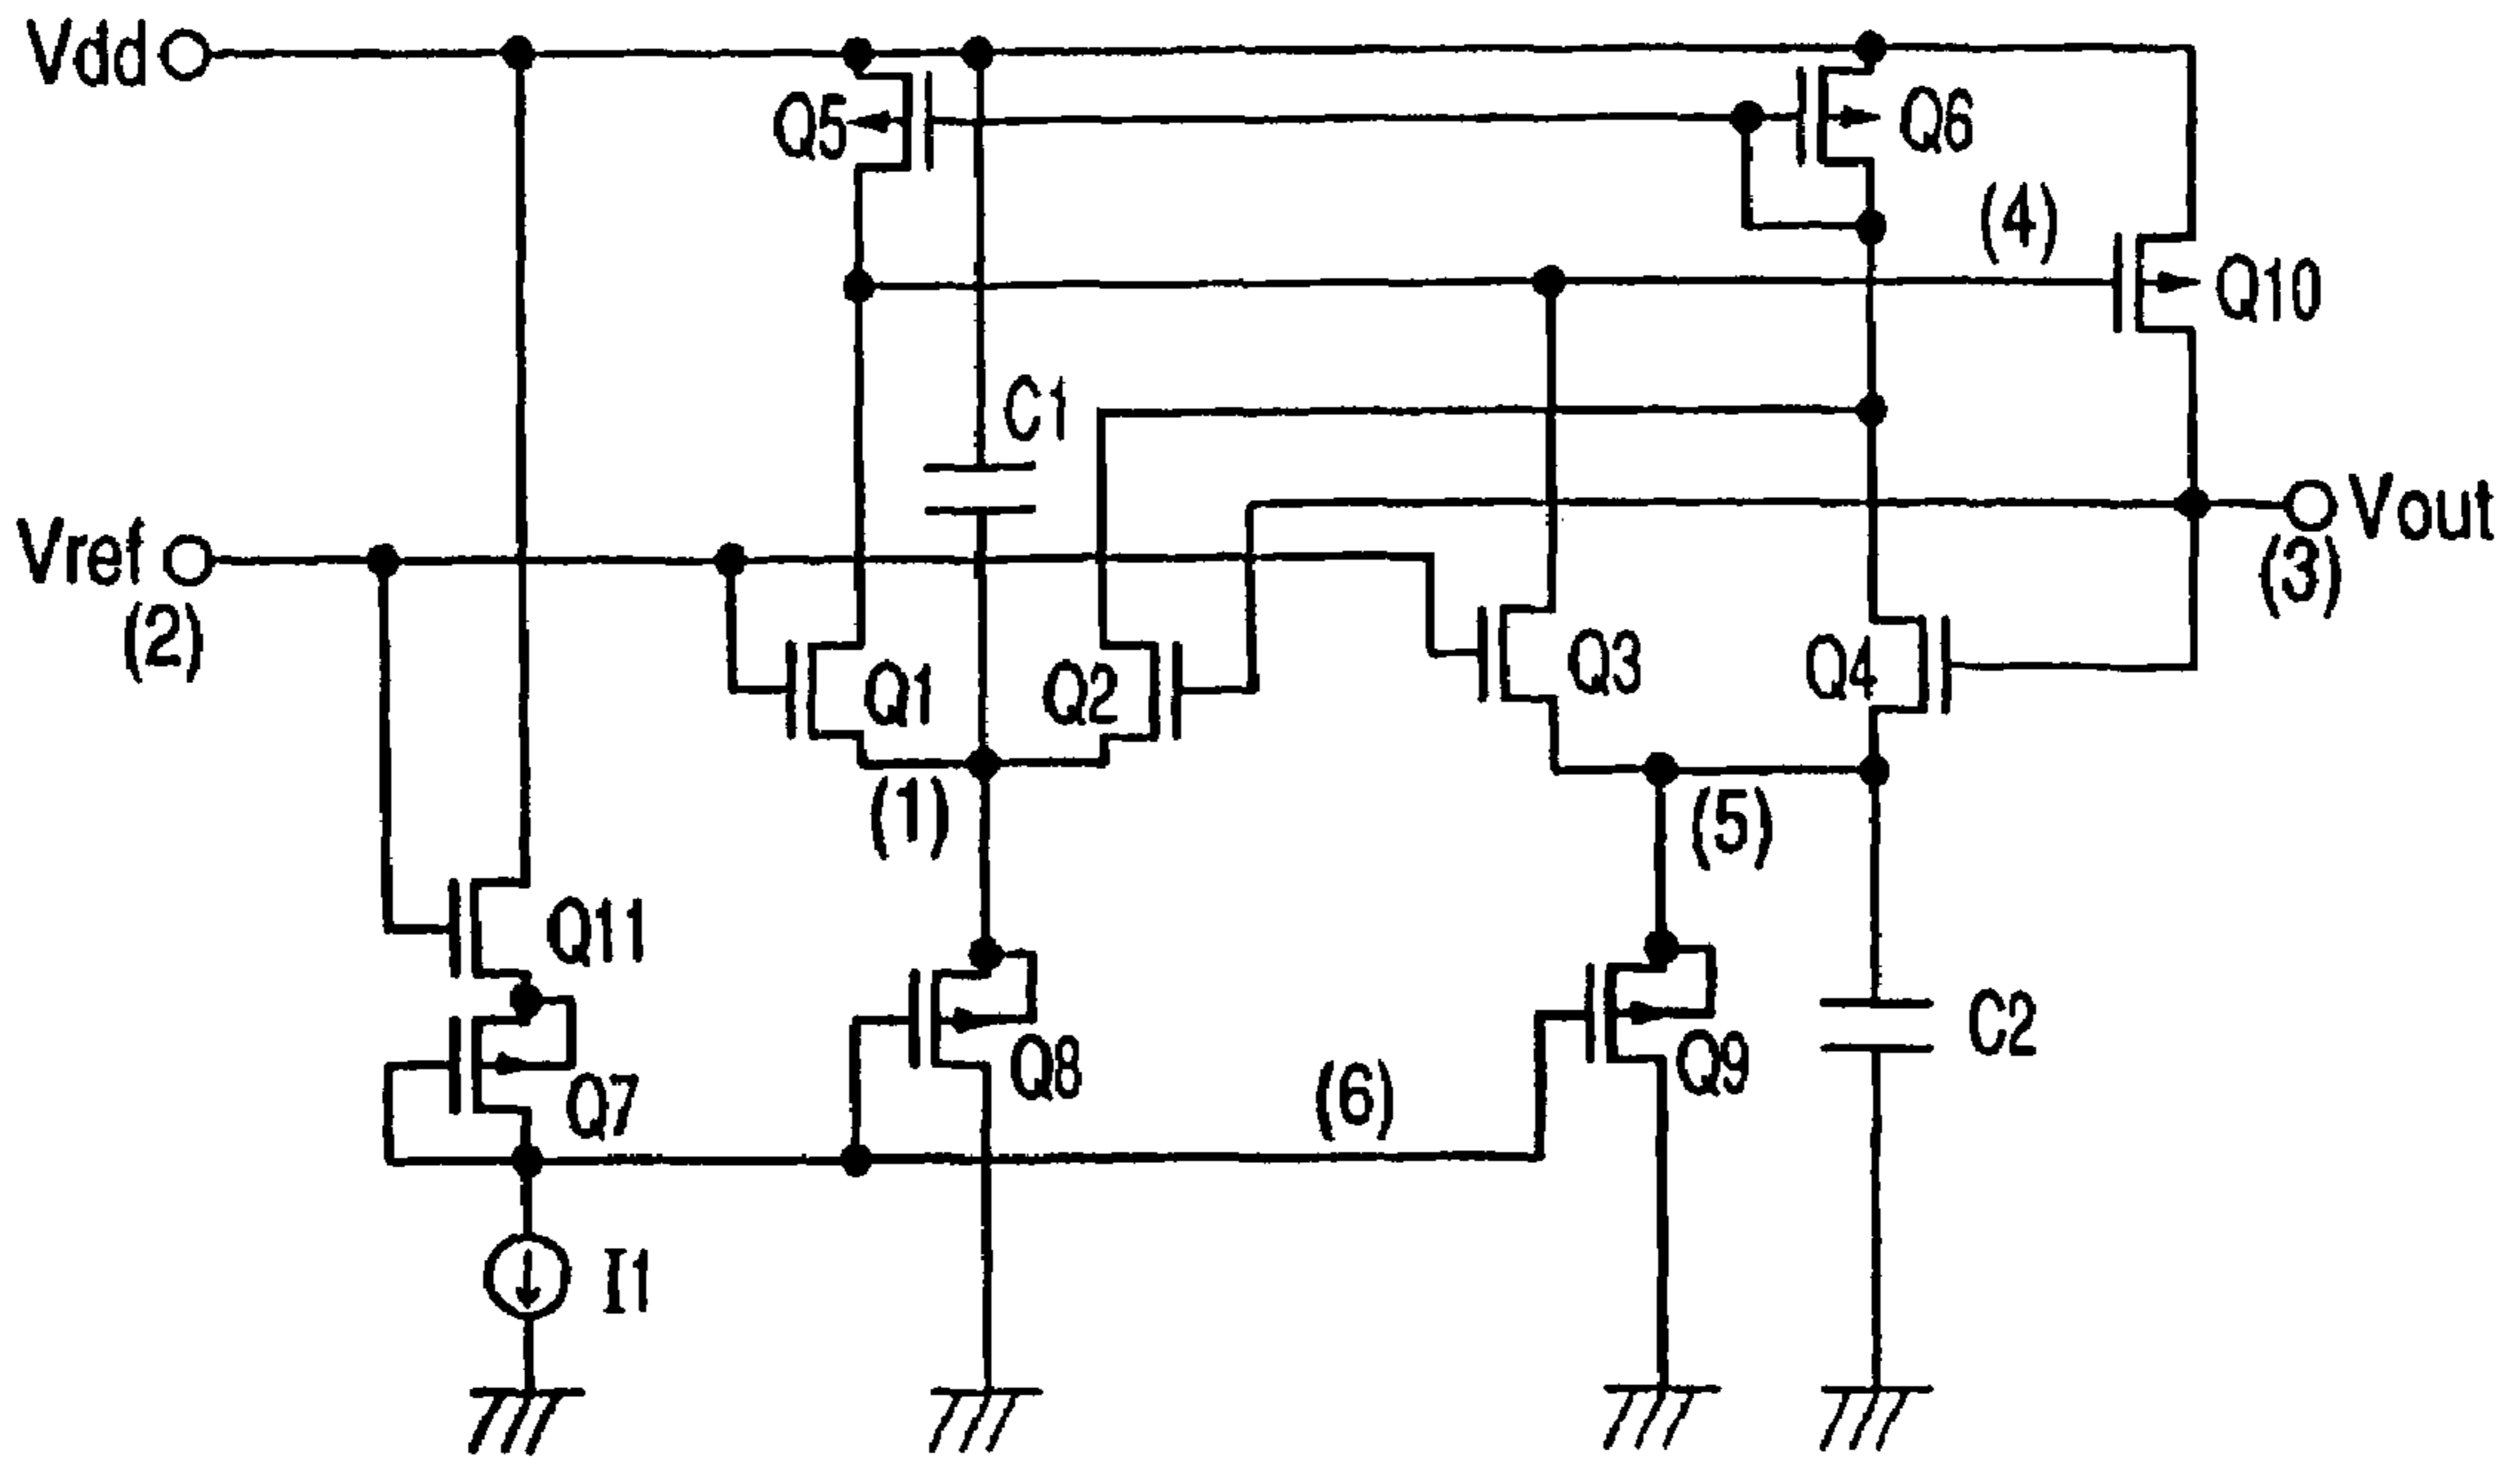 Vdd
Q5
Q6
(4)
Q10
C1
Vref
(2)
Vout
(3)
Q1
Q2
Q3
Q4
(1)
(5)
Q11
Q7
Q8
(6)
Q9
C2
I1